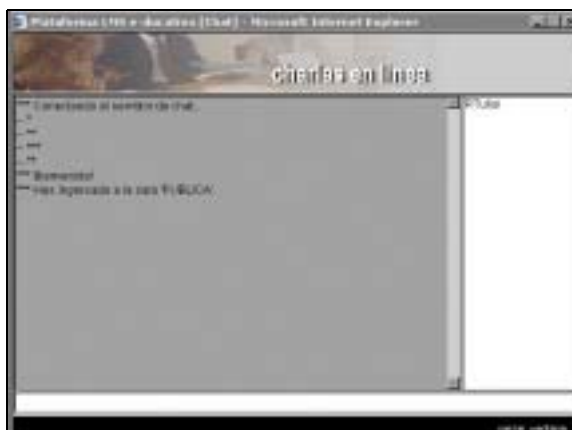 Plataforma LMS e-ducativa (Chat) - Microsoft Internet Explorer
charlas en línea
*** Conectando al servidor de chat...
*
**
***
**
*** Bienvenido!
*** Has ingresado a la sala 'PUBLICA'